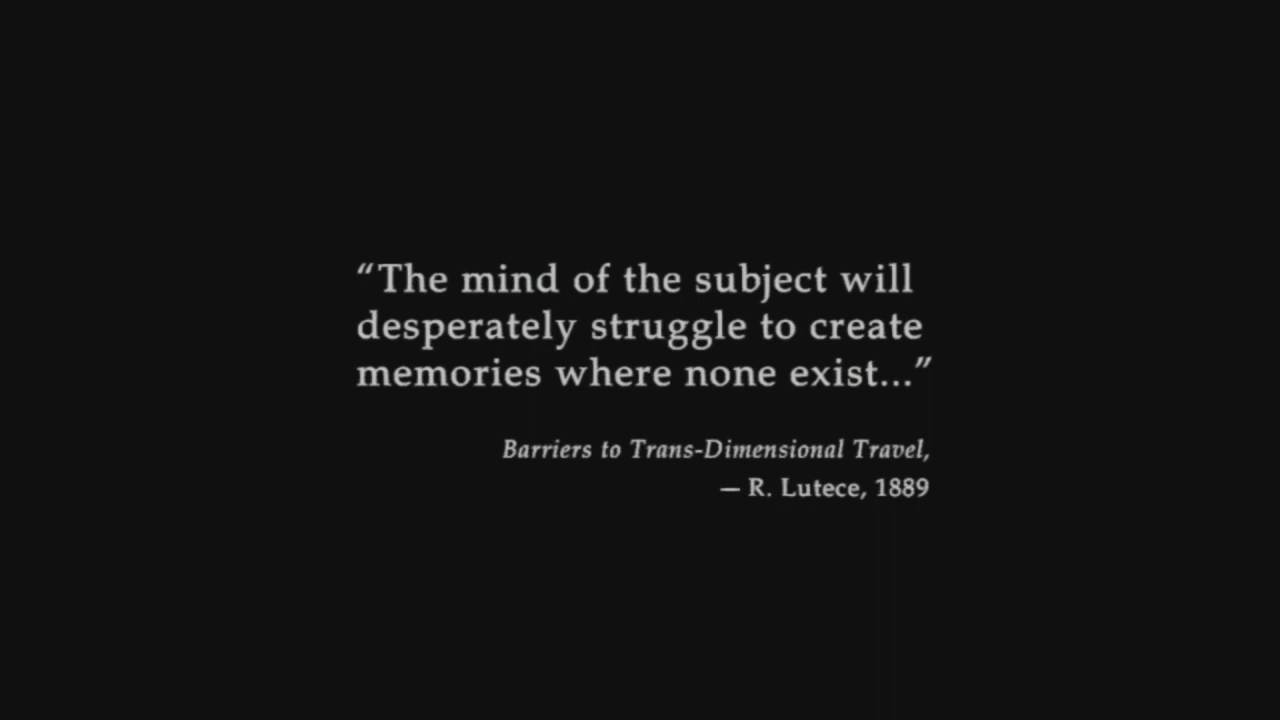 “The mind of the subject will
desperately struggle to create
memories where none exist...”
Barriers to Trans-Dimensional Travel,
— R. Lutece, 1889